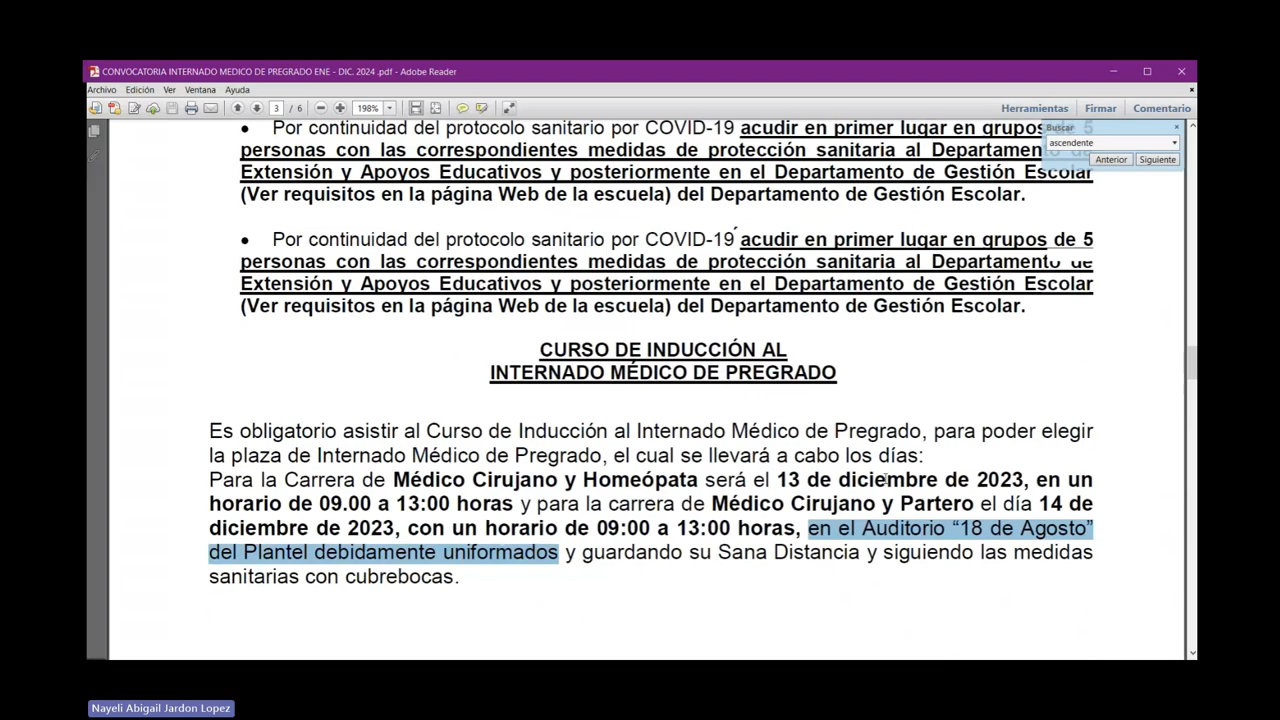 CONVOCATORIA INTERNADO MEDICO DE PREGRADO ENE - DIC. 2024 .pdf - Adobe Reader
Archivo Edición Ver Ventana Ayuda
3 / 6 198% Herramientas Firmar Comentario
Buscar
ascendente
Anterior Siguiente
• Por continuidad del protocolo sanitario por COVID-19 acudir en primer lugar en grupos de 5
personas con las correspondientes medidas de protección sanitaria al Departamento de
Extensión y Apoyos Educativos y posteriormente en el Departamento de Gestión Escolar
(Ver requisitos en la página Web de la escuela) del Departamento de Gestión Escolar.
• Por continuidad del protocolo sanitario por COVID-19 acudir en primer lugar en grupos de 5
personas con las correspondientes medidas de protección sanitaria al Departamento de
Extensión y Apoyos Educativos y posteriormente en el Departamento de Gestión Escolar
(Ver requisitos en la página Web de la escuela) del Departamento de Gestión Escolar.
CURSO DE INDUCCIÓN AL
INTERNADO MÉDICO DE PREGRADO
Es obligatorio asistir al Curso de Inducción al Internado Médico de Pregrado, para poder elegir
la plaza de Internado Médico de Pregrado, el cual se llevará a cabo los días:
Para la Carrera de Médico Cirujano y Homeópata será el 13 de diciembre de 2023, en un
horario de 09.00 a 13:00 horas y para la carrera de Médico Cirujano y Partero el día 14 de
diciembre de 2023, con un horario de 09:00 a 13:00 horas, en el Auditorio “18 de Agosto”
del Plantel debidamente uniformados y guardando su Sana Distancia y siguiendo las medidas
sanitarias con cubrebocas.
Nayeli Abigail Jardon Lopez